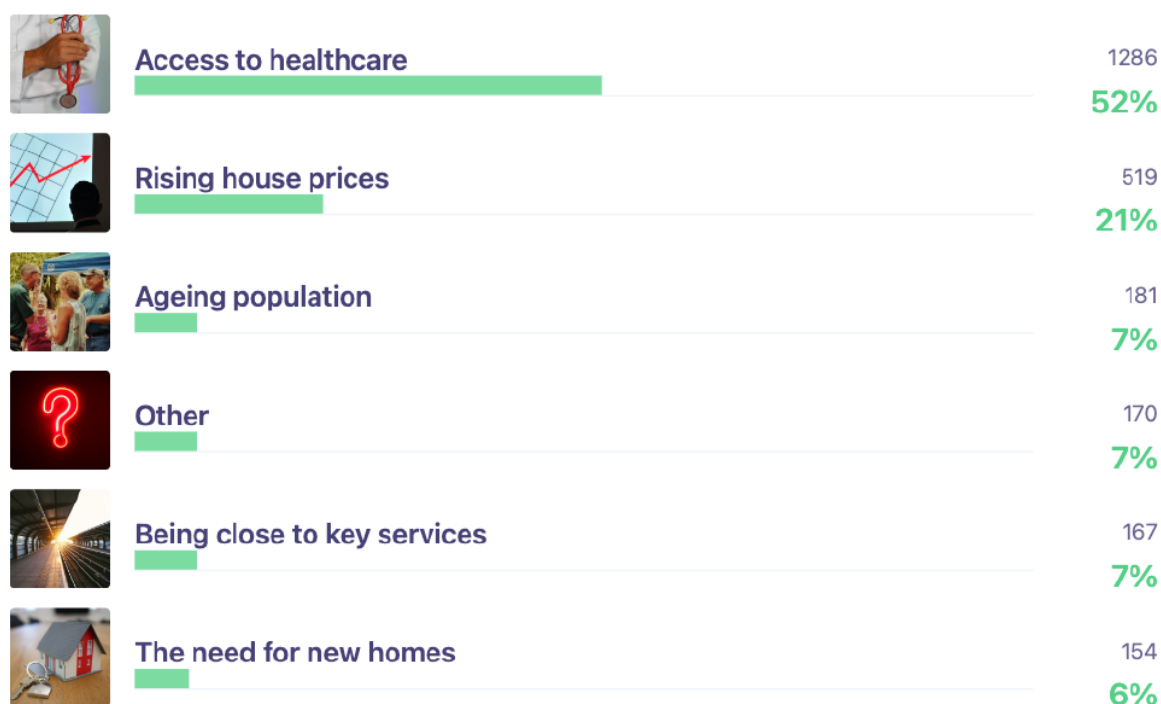 Access to healthcare
1286
52%
Rising house prices
519
21%
Ageing population
181
7%
Other
170
7%
Being close to key services
167
7%
The need for new homes
154
6%